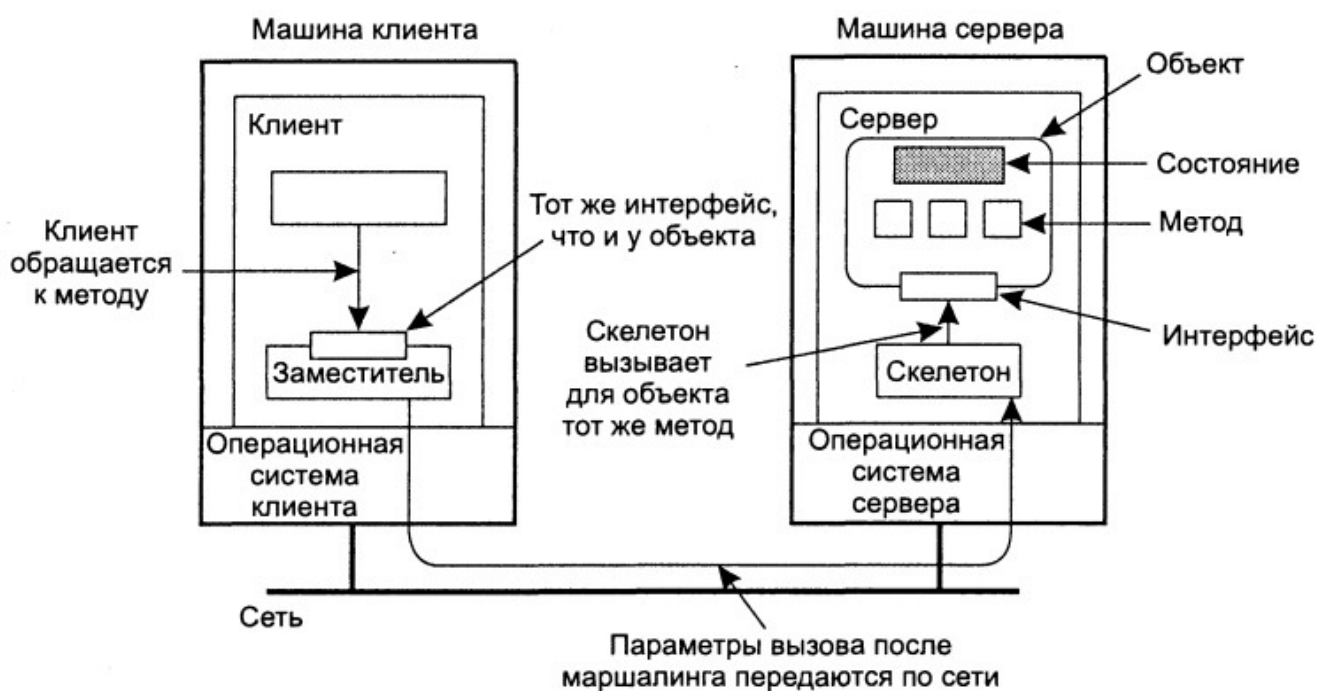 Машина клиента
Машина сервера
Объект
Клиент
Сервер
Состояние
Метод
Тот же интерфейс,
что и у объекта
Клиент
обращается
к методу
Интерфейс
Скелетон
вызывает
для объекта
тот же метод
Заместитель
Скелетон
Операционная
система
клиента
Операционная
система
сервера
Сеть
Параметры вызова после
маршалинга передаются по сети